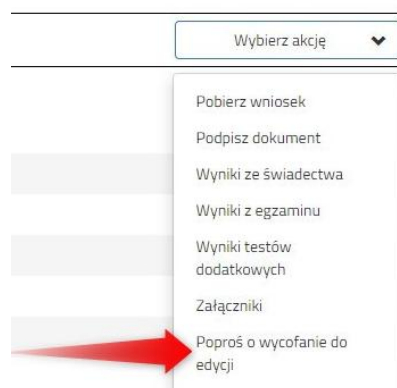 Wybierz akcję
Pobierz wniosek
Podpisz dokument
Wyniki ze świadectwa
Wyniki z egzaminu
Wyniki testów
dodatkowych
Załączniki
Poproś o wycofanie do
edycji